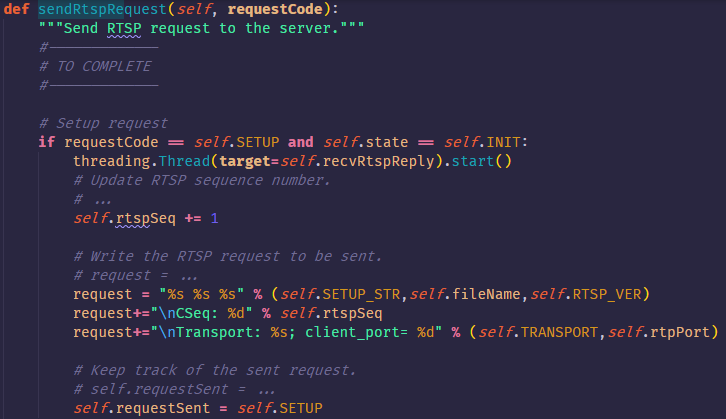 def sendRtspRequest(self, requestCode):
    """Send RTSP request to the server."""
    #-------------
    # TO COMPLETE
    #-------------
    # Setup request
    if requestCode == self.SETUP and self.state == self.INIT:
        threading.Thread(target=self.recvRtspReply).start()
        # Update RTSP sequence number.
        # ...
        self.rtspSeq += 1
        # Write the RTSP request to be sent.
        # request = ...
        request = "%s %s %s" % (self.SETUP_STR,self.fileName,self.RTSP_VER)
        request+="\nCSeq: %d" % self.rtspSeq
        request+="\nTransport: %s; client_port= %d" % (self.TRANSPORT,self.rtpPort)
        # Keep track of the sent request.
        # self.requestSent = ...
        self.requestSent = self.SETUP